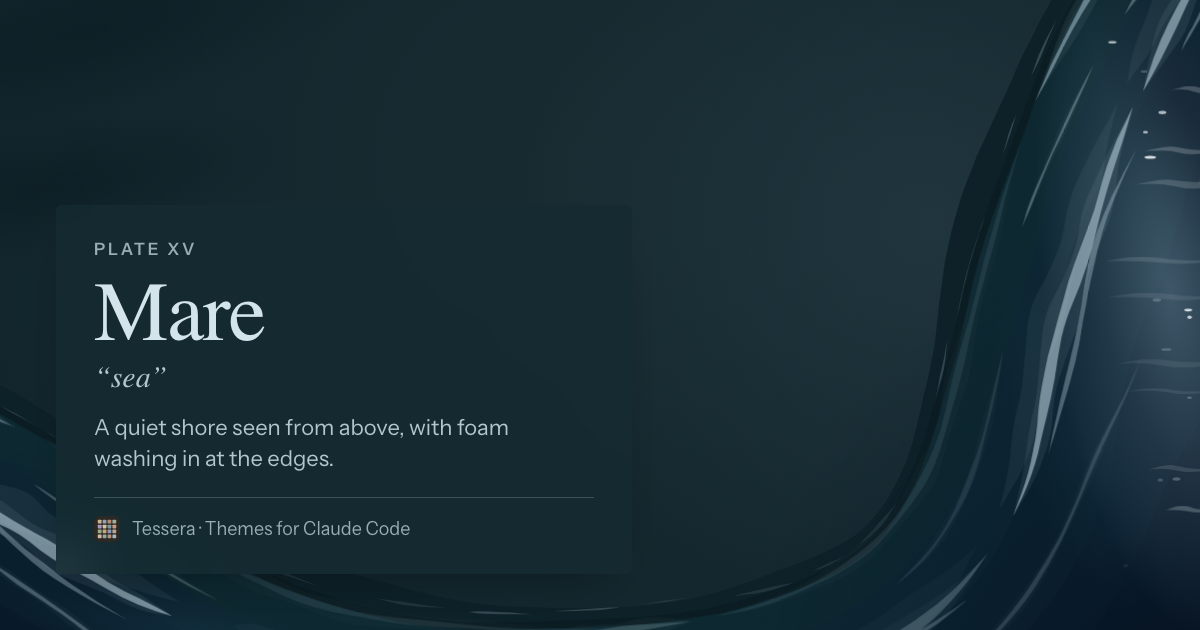 PLATE XV
Mare
“sea”
A quiet shore seen from above, with foam
washing in at the edges.
Tessera · Themes for Claude Code